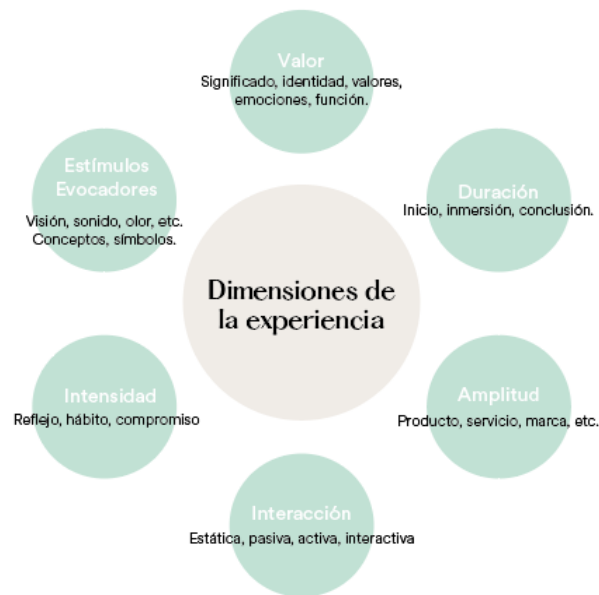 Valor
Significado, identidad, valores,
emociones, función.
Estímulos
Evocadores
Visión, sonido, olor, etc.
Conceptos, símbolos.
Duración
Inicio, inmersión, conclusión.
Dimensiones de
la experiencia
Intensidad
Reflejo, hábito, compromiso
Amplitud
Producto, servicio, marca, etc.
Interacción
Estática, pasiva, activa, interactiva